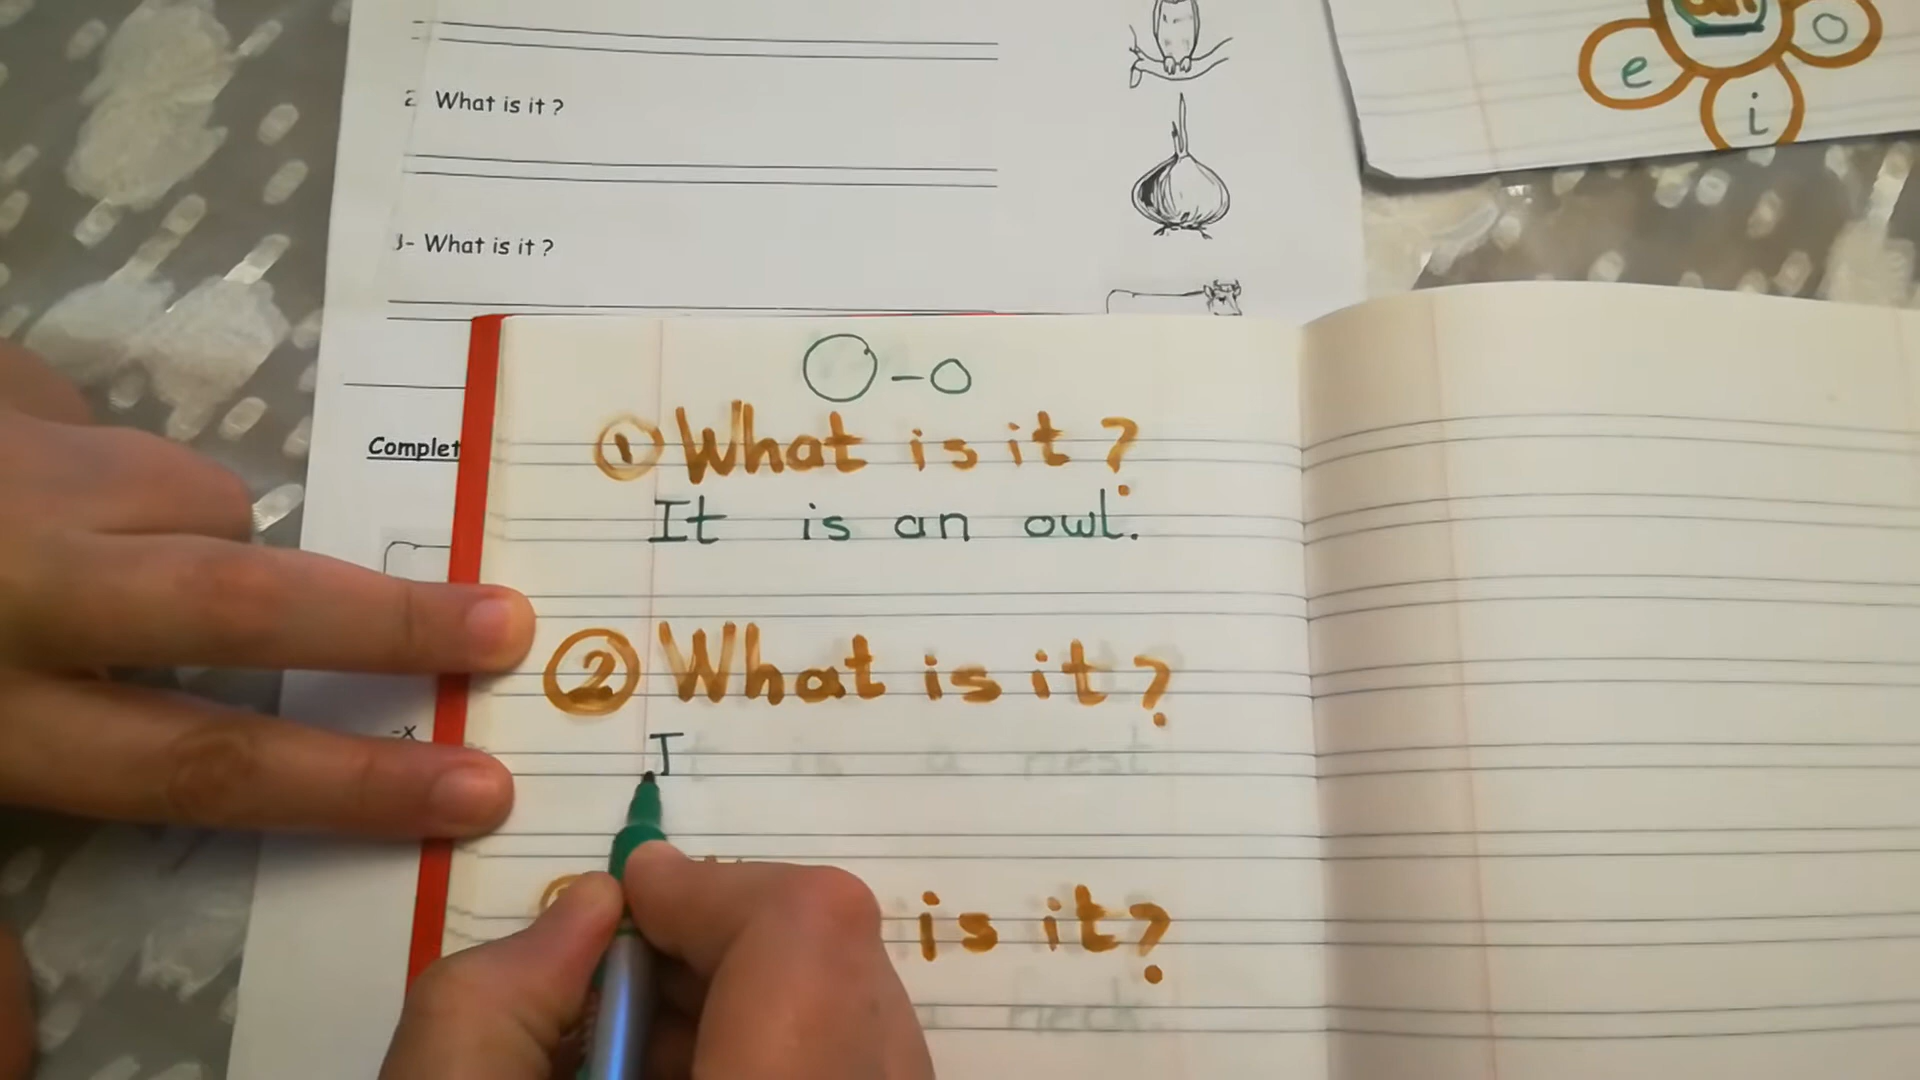 2 What is it ?
3- What is it ?
e
i
o
Complet
-x
O-o
① What is it ?
It is an owl.
② What is it ?
I
is it?